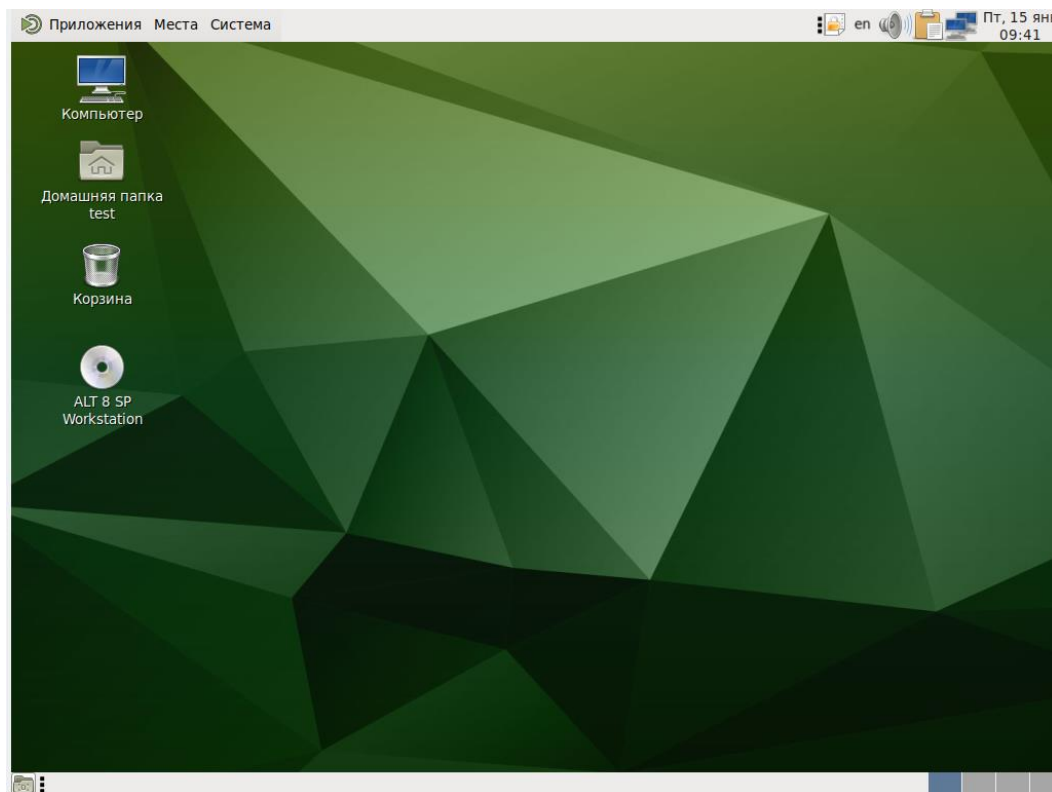 Приложения Места Система
en
Пт, 15 янв
09:41
Компьютер
Домашняя папка
test
Корзина
ALT 8 SP
Workstation